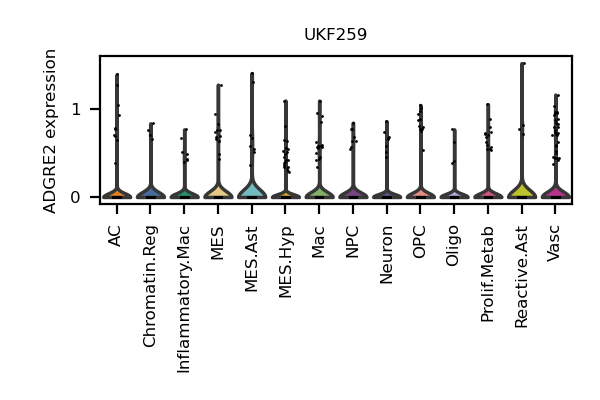 UKF259
ADGRE2 expression
1
0
AC
Chromatin.Reg
Inflammatory.Mac
MES
MES.Ast
MES.Hyp
Mac
NPC
Neuron
OPC
Oligo
Prolif.Metab
Reactive.Ast
Vasc